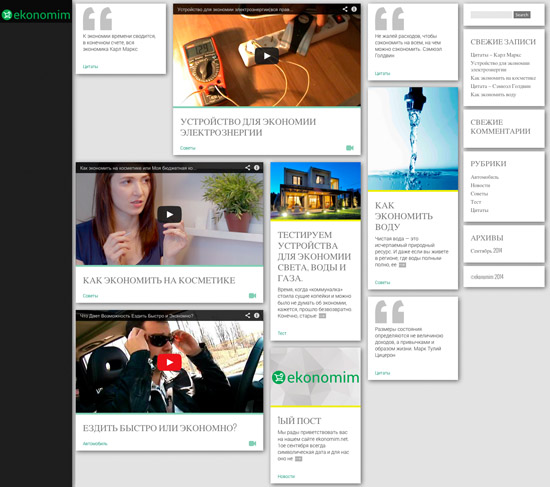 ekonomim
К экономии времени сводится,
в конечном счете, вся
экономика Карл Маркс
Цитаты
Устройство для экономии электроэнергии(вся прав...
УСТРОЙСТВО ДЛЯ ЭКОНОМИИ
ЭЛЕКТРОЭНЕРГИИ
Советы
Не жалей расходов, чтобы
сэкономить на всем, на чем
можно сэкономить. Сэмюэл
Голдвин
Цитаты
КАК
ЭКОНОМИТЬ
ВОДУ
Чистая вода – это
исчерпаемый природный
ресурс. И даже если вы живете
в регионе, где воды полным
полно, ее
Советы
Как экономить на косметике или Моя бюджетная ко...
КАК ЭКОНОМИТЬ НА КОСМЕТИКЕ
Советы
ТЕСТИРУЕМ
УСТРОЙСТВА
ДЛЯ ЭКОНОМИИ
СВЕТА, ВОДЫ И
ГАЗА.
Время, когда «коммуналка»
стоила сущие копейки и можно
было не думать об экономии,
кажется, прошло безвозвратно
Конечно, старые
Тест
Размеры состояния
определяются не величиною
доходов, а привычками и
образом жизни. Марк Тулий
Цицерон
Цитаты
Что Дает Возможность Ездить Быстро и Экономно?
ЕЗДИТЬ БЫСТРО ИЛИ ЭКОНОМНО?
Автомобиль
ekonomim
1ЫЙ ПОСТ
Мы рады приветствовать вас
на нашем сайте ekonomim.net.
1ое сентября всегда
символическая дата и для нас
оно не
Новости
Search
СВЕЖИЕ ЗАПИСИ
Цитаты – Карл Маркс
Устройство для экономии
электроэнергии
Как экономить на косметике
Цитата – Сэмюэл Голдвин
Как экономить воду
СВЕЖИЕ
КОММЕНТАРИИ
РУБРИКИ
Автомобиль
Новости
Советы
Тест
Цитаты
АРХИВЫ
Сентябрь 2014
©ekonomim 2014